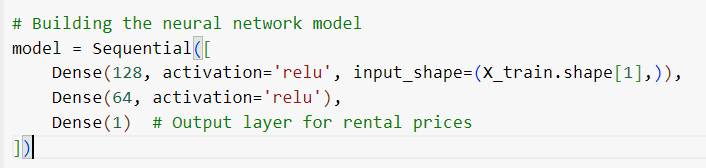 # Building the neural network model
model = Sequential([
    Dense(128, activation='relu', input_shape=(X_train.shape[1],)),
    Dense(64, activation='relu'),
    Dense(1)  # Output layer for rental prices
])